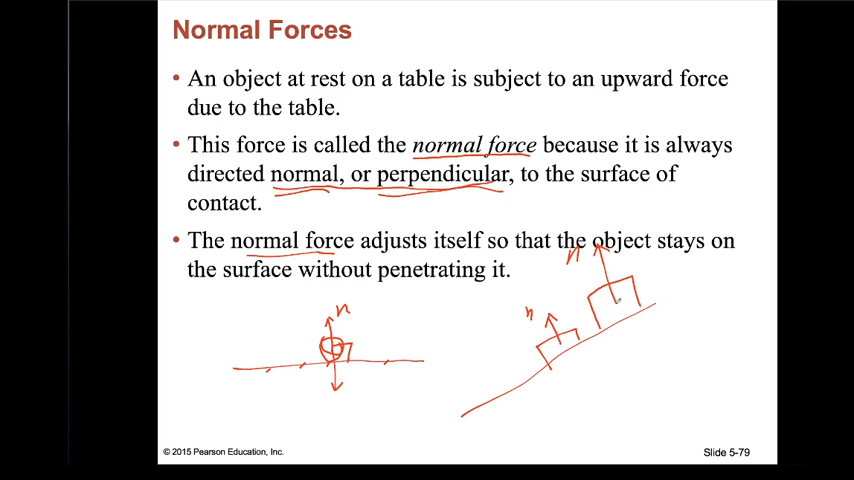 Normal Forces
• An object at rest on a table is subject to an upward force
due to the table.
• This force is called the normal force because it is always
directed normal, or perpendicular, to the surface of
contact.
• The normal force adjusts itself so that the object stays on
the surface without penetrating it.
n
n
n
© 2015 Pearson Education, Inc.
Slide 5-79